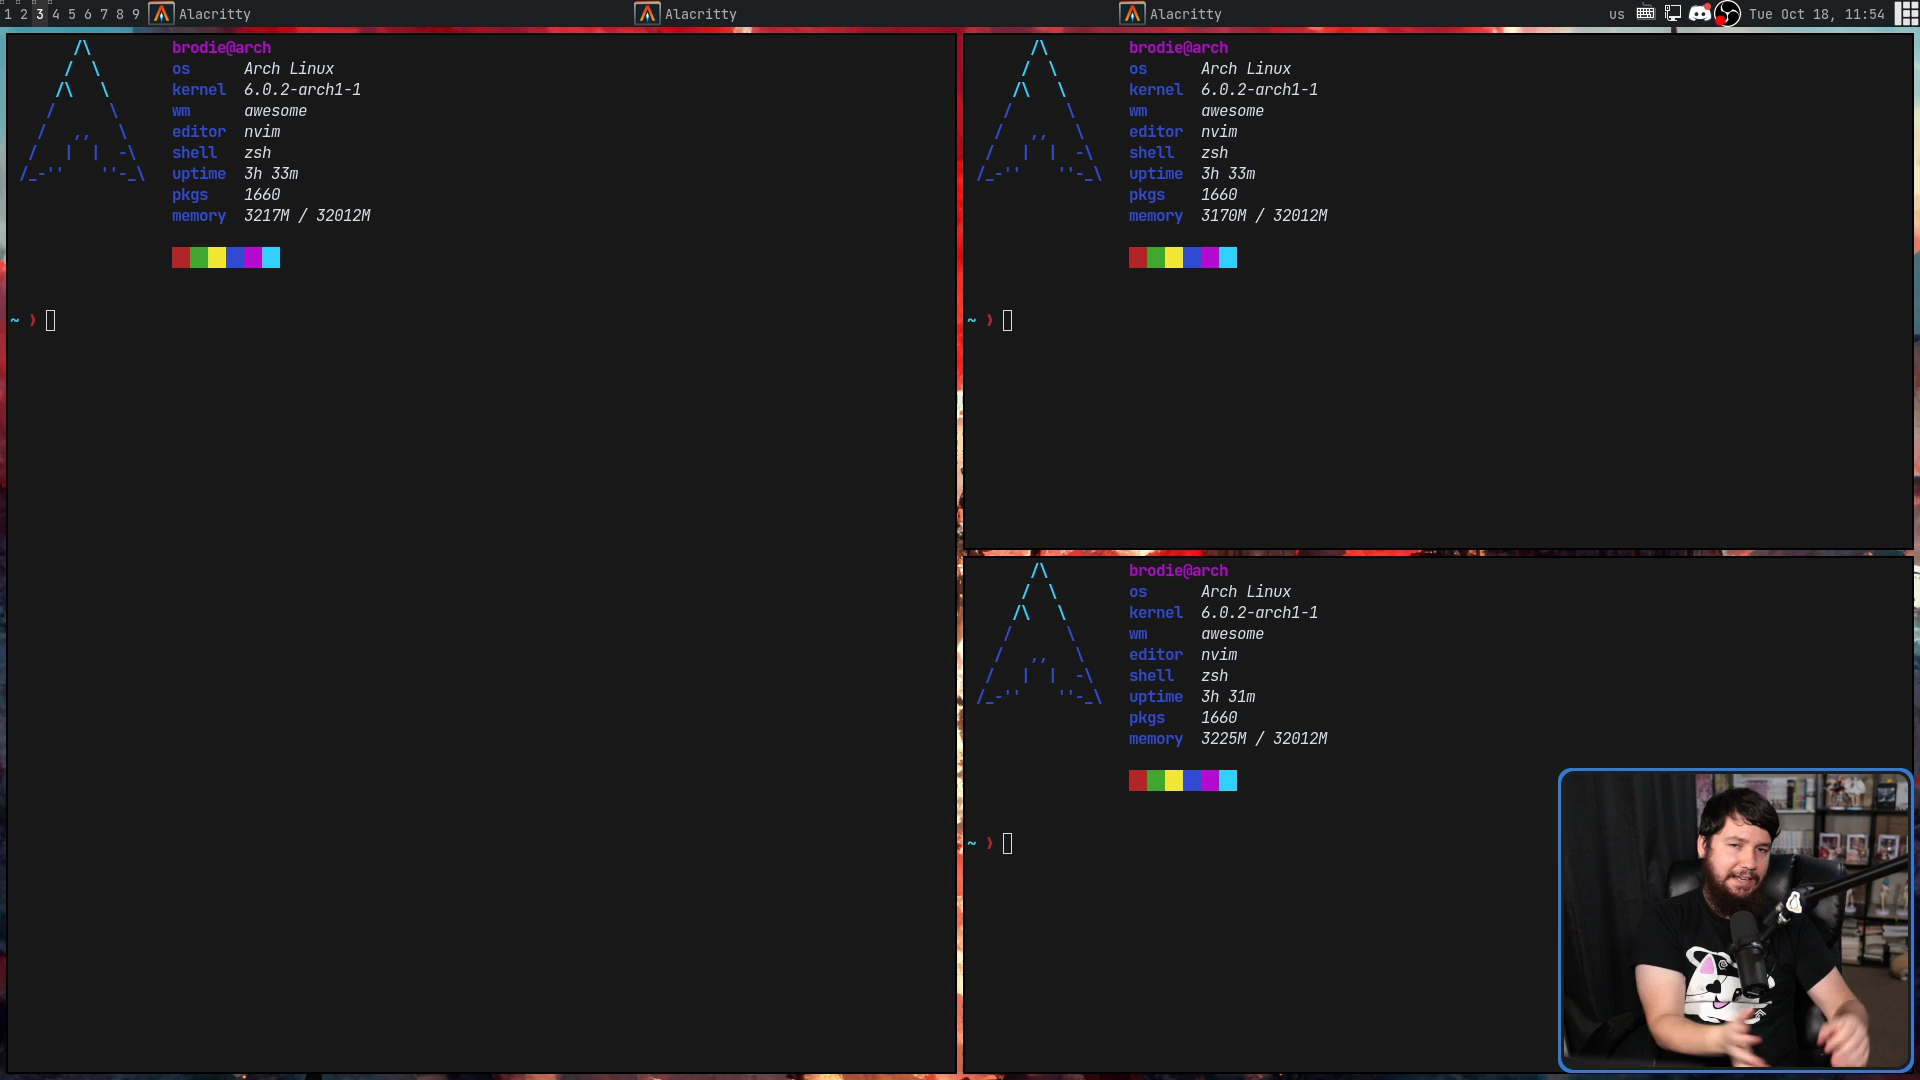 1 2 3 4 5 6 7 8 9 Alacritty Alacritty Alacritty us Tue Oct 18, 11:54
brodie@arch
os Arch Linux
kernel 6.0.2-arch1-1
wm awesome
editor nvim
shell zsh
uptime 3h 33m
pkgs 1660
memory 3217M / 32012M
~ ❯
brodie@arch
os Arch Linux
kernel 6.0.2-arch1-1
wm awesome
editor nvim
shell zsh
uptime 3h 33m
pkgs 1660
memory 3170M / 32012M
~ ❯
brodie@arch
os Arch Linux
kernel 6.0.2-arch1-1
wm awesome
editor nvim
shell zsh
uptime 3h 31m
pkgs 1660
memory 3225M / 32012M
~ ❯